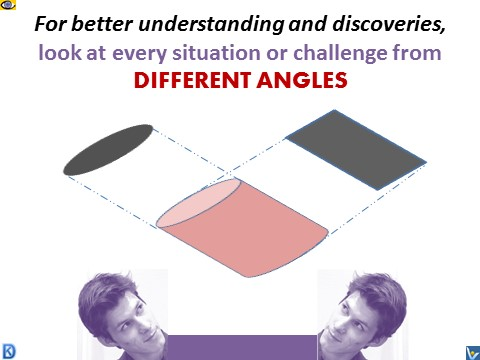 For better understanding and discoveries,
look at every situation or challenge from
DIFFERENT ANGLES